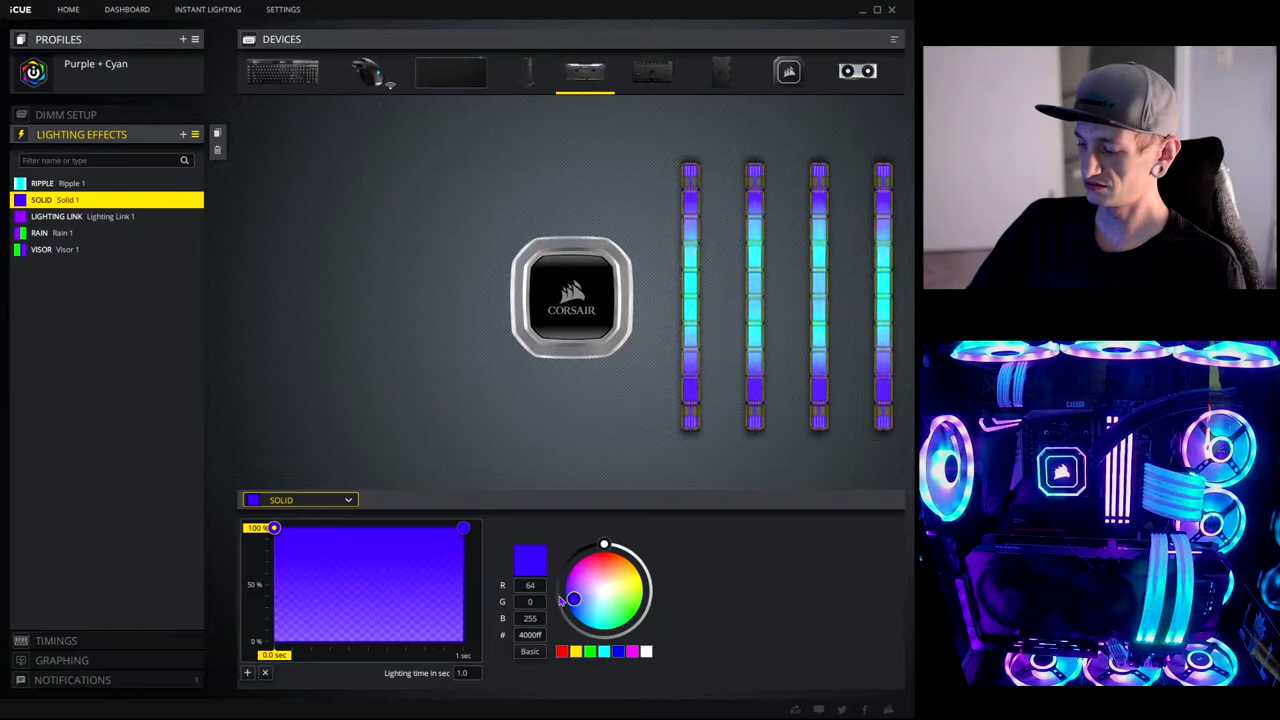 iCUE HOME DASHBOARD INSTANT LIGHTING SETTINGS
PROFILES
DEVICES
Purple + Cyan
DIMM SETUP
LIGHTING EFFECTS
Filter name or type
RIPPLE Ripple 1
SOLID Solid 1
LIGHTING LINK Lighting Link 1
RAIN Rain 1
VISOR Visor 1
CORSAIR
SOLID
100 %
50 %
0 %
0.0 sec
1 sec
Lighting time in sec 1.0
R 64
G 0
B 255
# 4000ff
Basic
TIMINGS
GRAPHING
NOTIFICATIONS 1